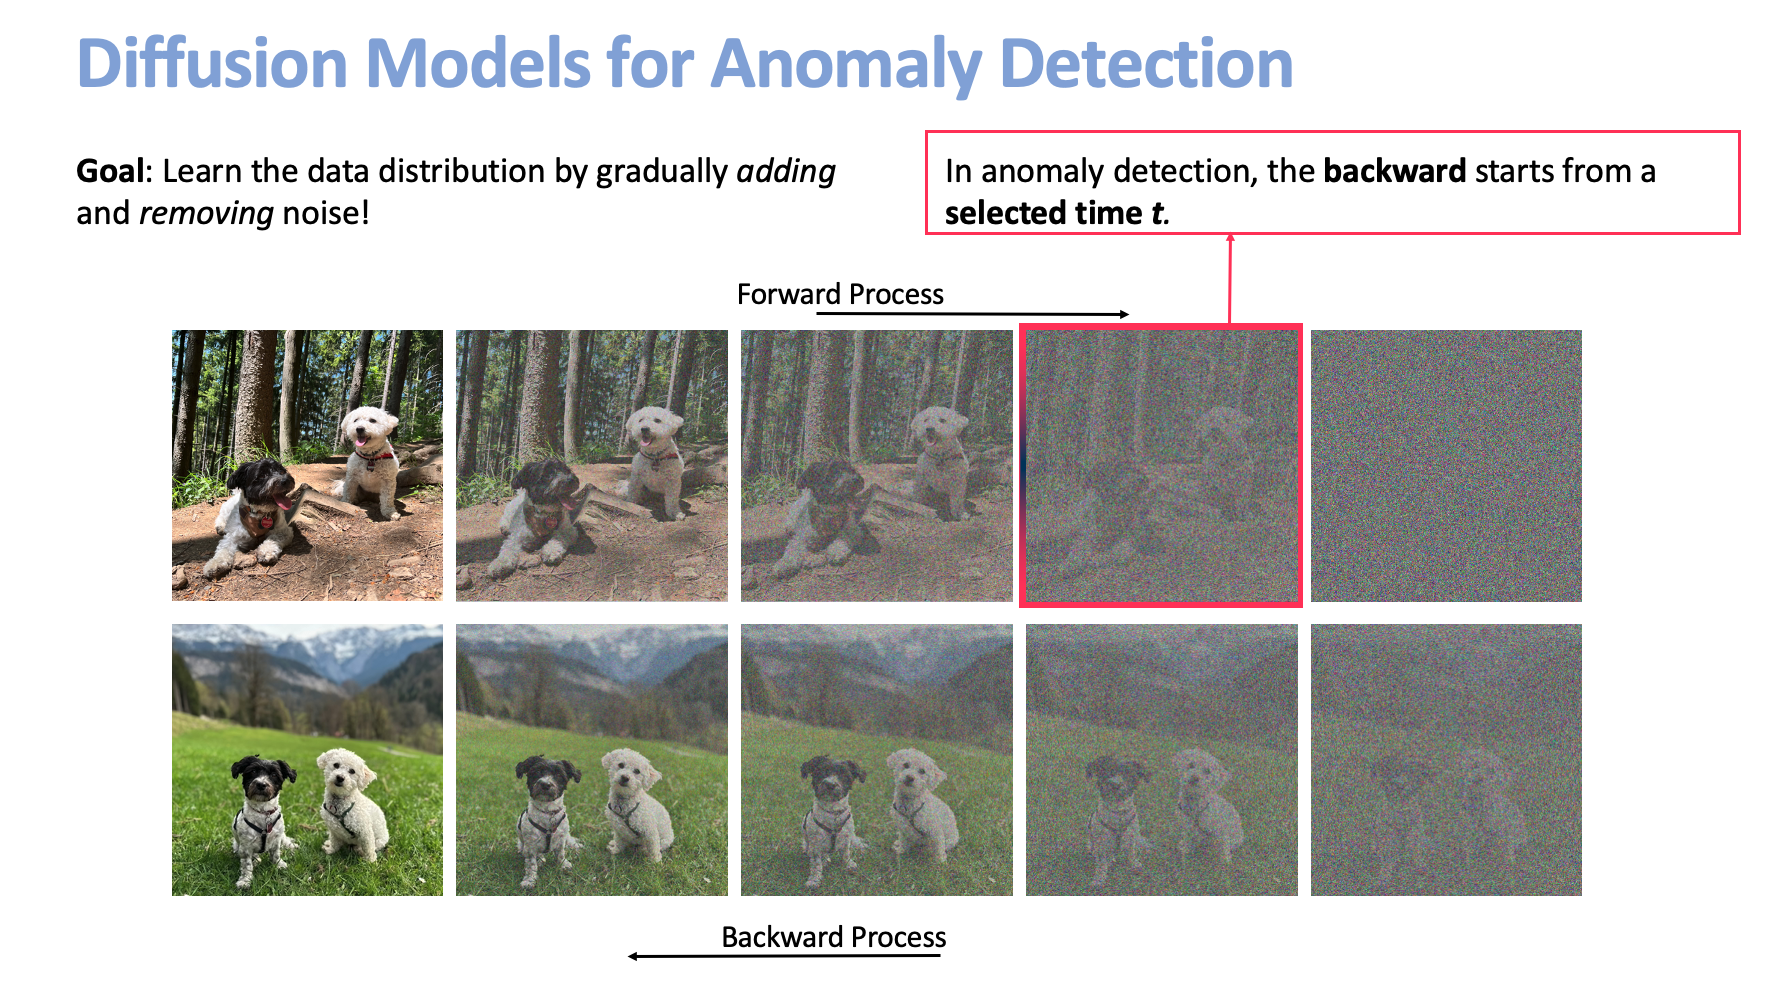 Diffusion Models for Anomaly Detection
Goal: Learn the data distribution by gradually adding
and removing noise!
In anomaly detection, the backward starts from a
selected time t.
Forward Process
Backward Process